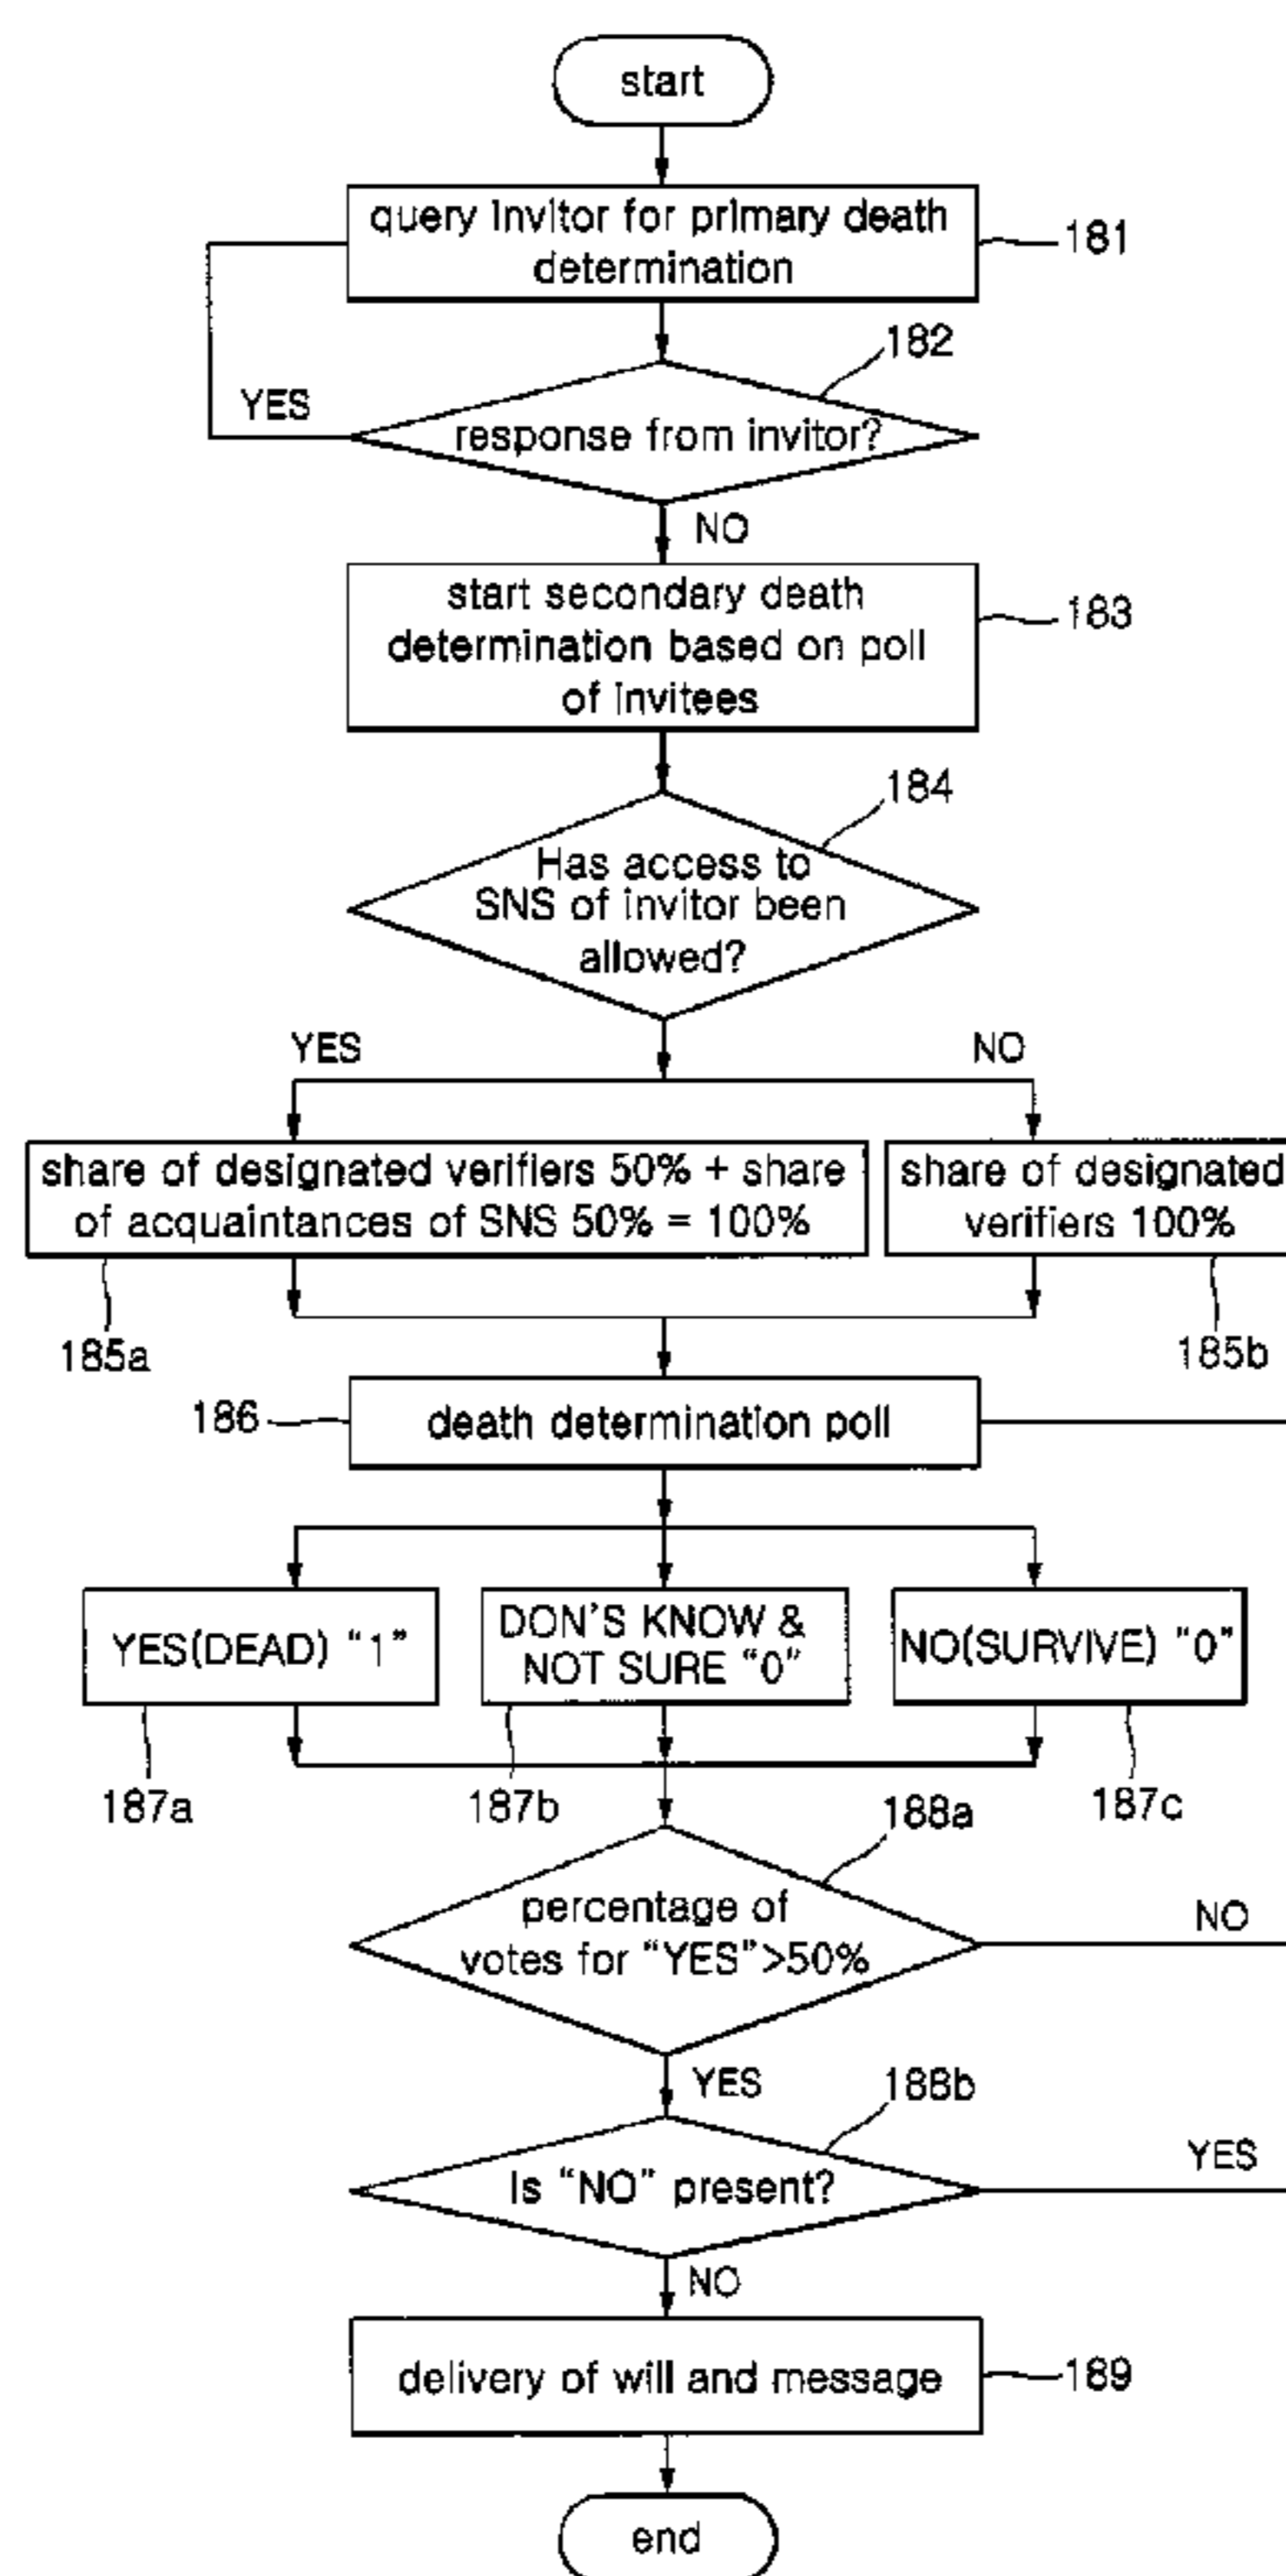 start
query invitor for primary death
determination
181
182
YES
response from invitor?
NO
start secondary death
determination based on poll
of invitees
183
184
Has access to
SNS of invitor been
allowed?
YES
NO
share of designated verifiers 50% + share
of acquaintances of SNS 50% = 100%
share of designated
verifiers 100%
185a
185b
186
death determination poll
YES(DEAD) “1”
DON'S KNOW &
NOT SURE “0”
NO(SURVIVE) “0”
187a
187b
187c
188a
percentage of
votes for “YES”>50%
NO
YES
188b
Is “NO” present?
YES
NO
delivery of will and message
189
end